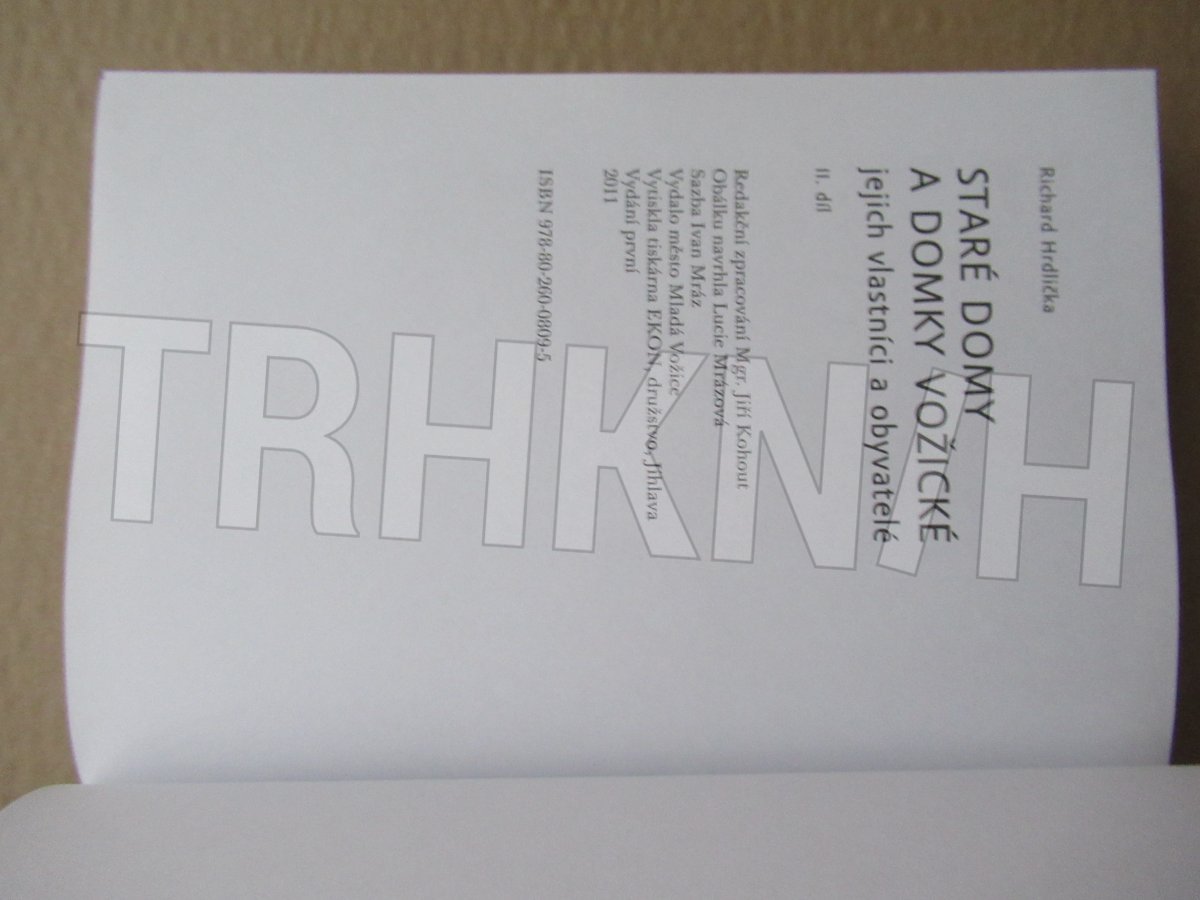 Richard Hrdlička
STARÉ DOMY
A DOMKY VOŽICKÉ
jejich vlastníci a obyvatelé
II. díl
Redakční zpracování Mgr. Jiří Kohout
Obálku navrhla Lucie Mrázová
Sazba Ivan Mráz
Vydalo město Mladá Vožice
Vytiskla tiskárna EKON, družstvo, Jihlava
Vydání první
2011
ISBN 978-80-260-0809-5